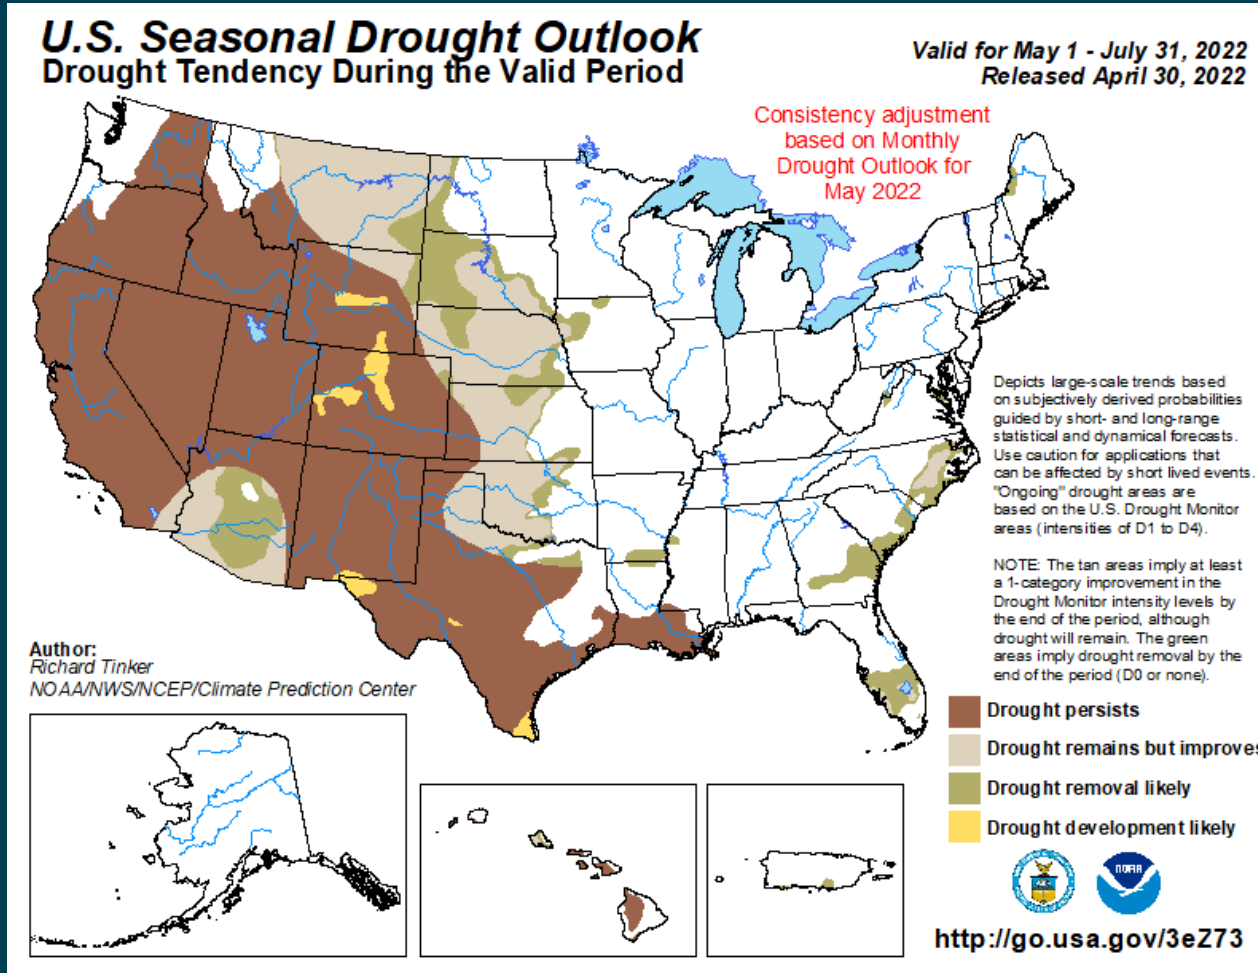 U.S. Seasonal Drought Outlook
Drought Tendency During the Valid Period
Valid for May 1 - July 31, 2022
Released April 30, 2022
Consistency adjustment
based on Monthly
Drought Outlook for
May 2022
Depicts large-scale trends based
on subjectively derived probabilities
guided by short- and long-range
statistical and dynamical forecasts.
Use caution for applications that
can be affected by short lived events.
"Ongoing" drought areas are
based on the U.S. Drought Monitor
areas (intensities of D1 to D4).
NOTE: The tan areas imply at least
a 1-category improvement in the
Drought Monitor intensity levels by
the end of the period, although
drought will remain. The green
areas imply drought removal by the
end of the period (D0 or none).
Author:
Richard Tinker
NOAA/NWS/NCEP/Climate Prediction Center
Drought persists
Drought remains but improves
Drought removal likely
Drought development likely
NOAA
http://go.usa.gov/3eZ73